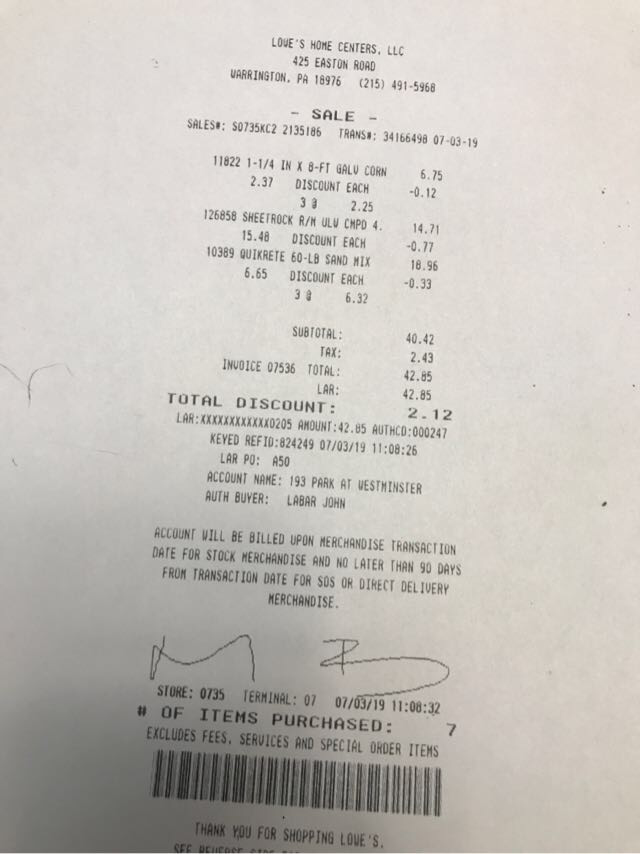 LOWE'S HOME CENTERS, LLC
425 EASTON ROAD
WARRINGTON, PA 18976 (215) 491-5968
- SALE -
SALES#: S0735KC2 2135186 TRANS#: 34166498 07-03-19
11822 1-1/4 IN X 8-FT GALV CORN 6.75
2.37 DISCOUNT EACH -0.12
3 @ 2.25
126858 SHEETROCK R/M ULW CMPD 4. 14.71
15.48 DISCOUNT EACH -0.77
10389 QUIKRETE 60-LB SAND MIX 18.96
6.65 DISCOUNT EACH -0.33
3 @ 6.32
SUBTOTAL: 40.42
TAX: 2.43
INVOICE 07536 TOTAL: 42.85
LAR: 42.85
TOTAL DISCOUNT: 2.12
LAR:XXXXXXXXXXXX0205 AMOUNT:42.85 AUTHCD:000247
KEYED REFID:824249 07/03/19 11:08:26
LAR PO: A50
ACCOUNT NAME: 193 PARK AT WESTMINSTER
AUTH BUYER: LABAR JOHN
ACCOUNT WILL BE BILLED UPON MERCHANDISE TRANSACTION
DATE FOR STOCK MERCHANDISE AND NO LATER THAN 90 DAYS
FROM TRANSACTION DATE FOR SOS OR DIRECT DELIVERY
MERCHANDISE.
STORE: 0735 TERMINAL: 07 07/03/19 11:08:32
# OF ITEMS PURCHASED: 7
EXCLUDES FEES, SERVICES AND SPECIAL ORDER ITEMS
THANK YOU FOR SHOPPING LOWE'S.
SEE REVERSE SIDE